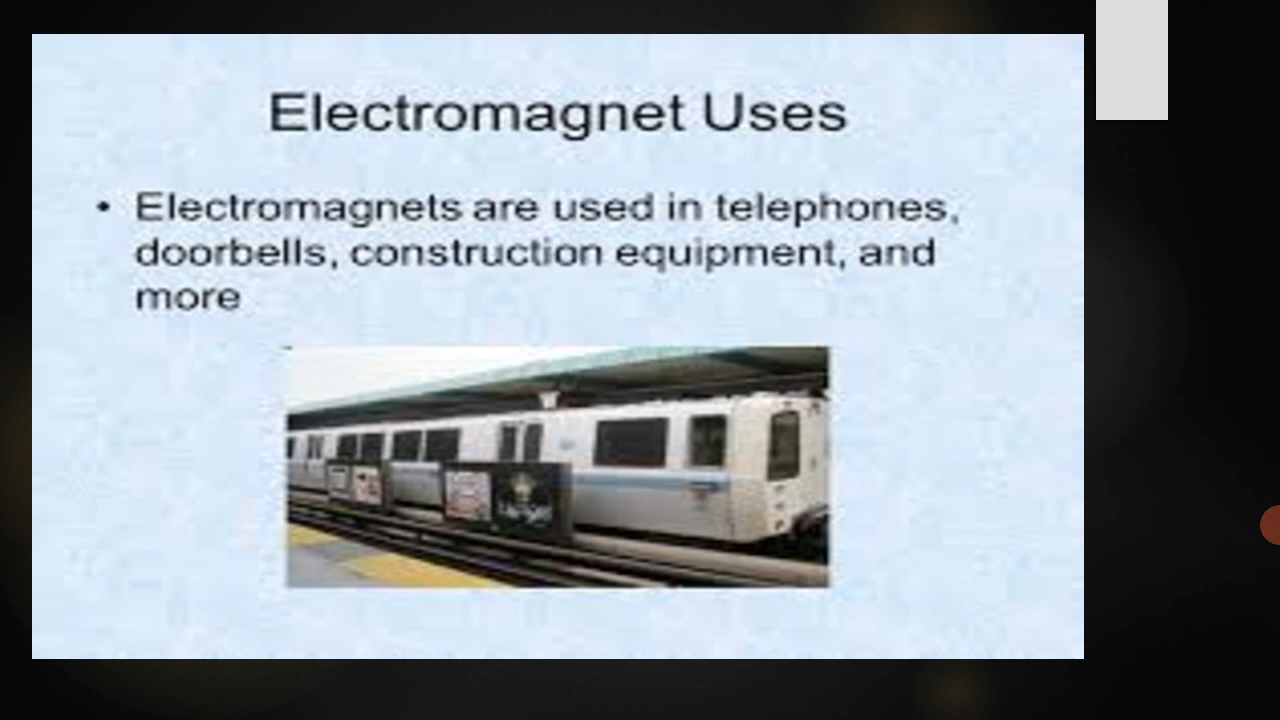 Electromagnet Uses
• Electromagnets are used in telephones,
doorbells, construction equipment, and
more